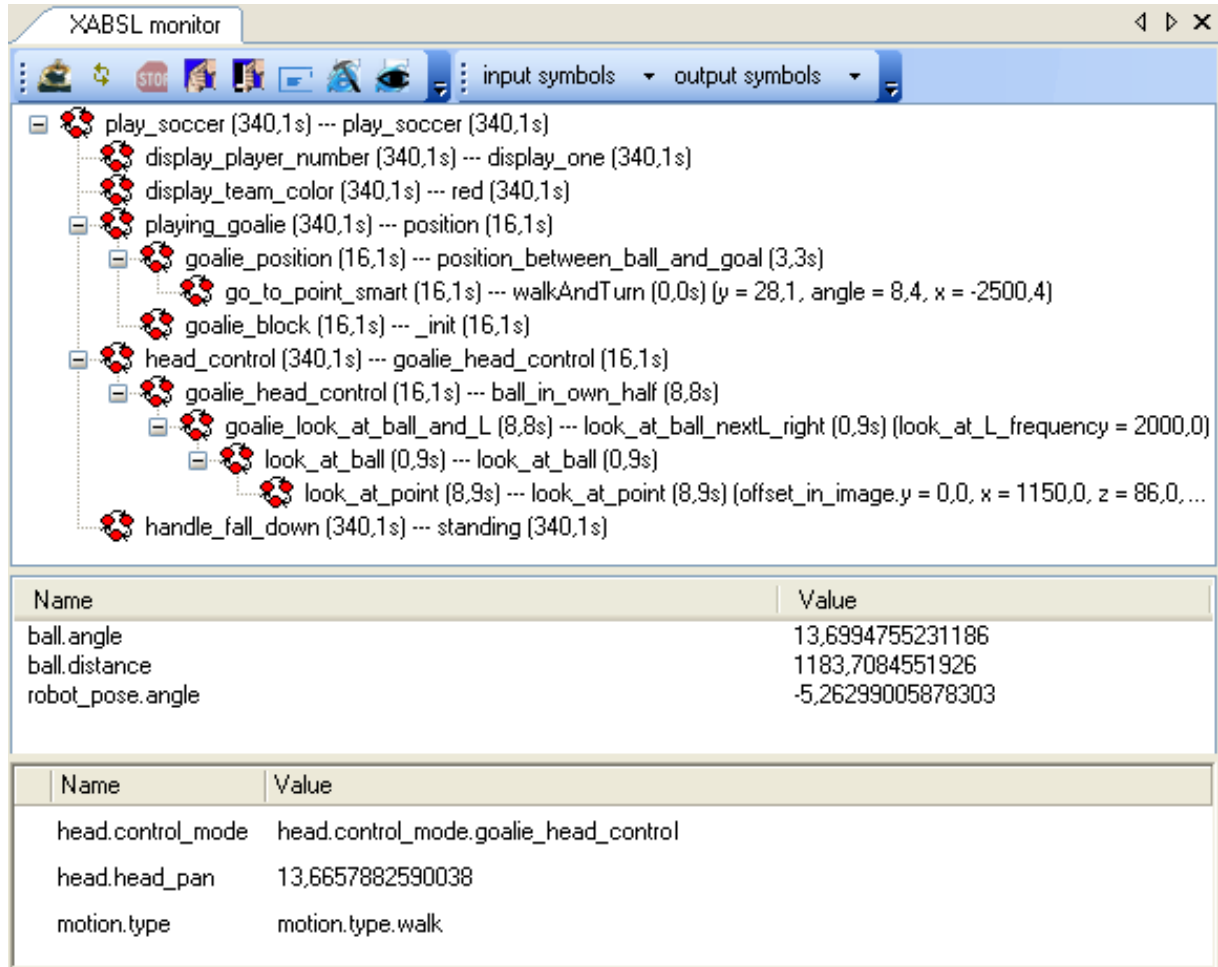 XABSL monitor
STOP input symbols output symbols
play_soccer (340,1s) --- play_soccer (340,1s)
display_player_number (340,1s) --- display_one (340,1s)
display_team_color (340,1s) --- red (340,1s)
playing_goalie (340,1s) --- position (16,1s)
goalie_position (16,1s) --- position_between_ball_and_goal (3,3s)
go_to_point_smart (16,1s) --- walkAndTurn (0,0s) (y = 28,1, angle = 8,4, x = -2500,4)
goalie_block (16,1s) --- _init (16,1s)
head_control (340,1s) --- goalie_head_control (16,1s)
goalie_head_control (16,1s) --- ball_in_own_half (8,8s)
goalie_look_at_ball_and_L (8,8s) --- look_at_ball_nextL_right (0,9s) (look_at_L_frequency = 2000,0)
look_at_ball (0,9s) --- look_at_ball (0,9s)
look_at_point (8,9s) --- look_at_point (8,9s) (offset_in_image.y = 0,0, x = 1150,0, z = 86,0, ...
handle_fall_down (340,1s) --- standing (340,1s)
Name Value
ball.angle 13,6994755231186
ball.distance 1183,7084551926
robot_pose.angle -5,26299005878303
Name Value
head.control_mode head.control_mode.goalie_head_control
head.head_pan 13,6657882590038
motion.type motion.type.walk